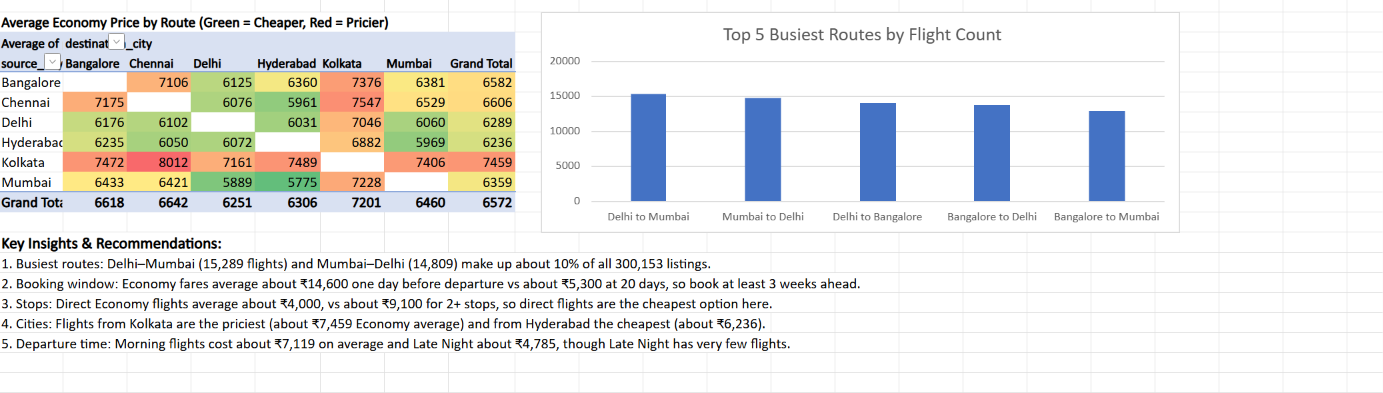 Average Economy Price by Route (Green = Cheaper, Red = Pricier)
Average of destinat _city
source_ Bangalore Chennai Delhi Hyderabad Kolkata Mumbai Grand Total
Bangalore 7106 6125 6360 7376 6381 6582
Chennai 7175 6076 5961 7547 6529 6606
Delhi 6176 6102 6031 7046 6060 6289
Hyderabad 6235 6050 6072 6882 5969 6236
Kolkata 7472 8012 7161 7489 7406 7459
Mumbai 6433 6421 5889 5775 7228 6359
Grand Tota 6618 6642 6251 6306 7201 6460 6572
Top 5 Busiest Routes by Flight Count
20000
15000
10000
5000
0
Delhi to Mumbai Mumbai to Delhi Delhi to Bangalore Bangalore to Delhi Bangalore to Mumbai
Key Insights & Recommendations:
1. Busiest routes: Delhi–Mumbai (15,289 flights) and Mumbai–Delhi (14,809) make up about 10% of all 300,153 listings.
2. Booking window: Economy fares average about ₹14,600 one day before departure vs about ₹5,300 at 20 days, so book at least 3 weeks ahead.
3. Stops: Direct Economy flights average about ₹4,000, vs about ₹9,100 for 2+ stops, so direct flights are the cheapest option here.
4. Cities: Flights from Kolkata are the priciest (about ₹7,459 Economy average) and from Hyderabad the cheapest (about ₹6,236).
5. Departure time: Morning flights cost about ₹7,119 on average and Late Night about ₹4,785, though Late Night has very few flights.